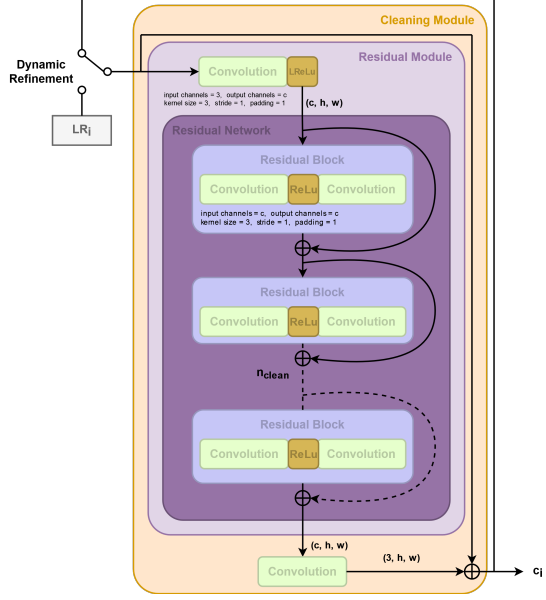 Cleaning Module
Residual Module
Dynamic
Refinement
LRi
Convolution LReLu
input channels = 3, output channels = c
kernel size = 3, stride = 1, padding = 1
(c, h, w)
Residual Network
Residual Block
Convolution ReLu Convolution
input channels = c, output channels = c
kernel size = 3, stride = 1, padding = 1
Residual Block
Convolution ReLu Convolution
nclean
Residual Block
Convolution ReLu Convolution
(c, h, w)
(3, h, w)
Convolution
ci